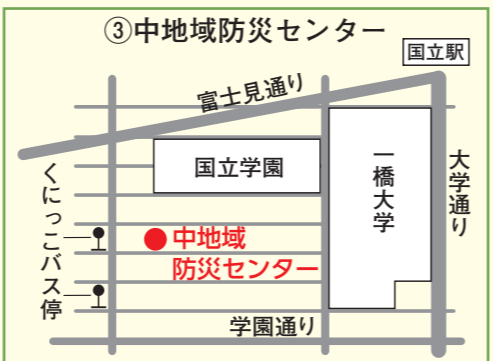 ③中地域防災センター
国立駅
富士見通り
国立学園
一橋大学
大学通り
くにっこバス停
中地域
防災センター
学園通り